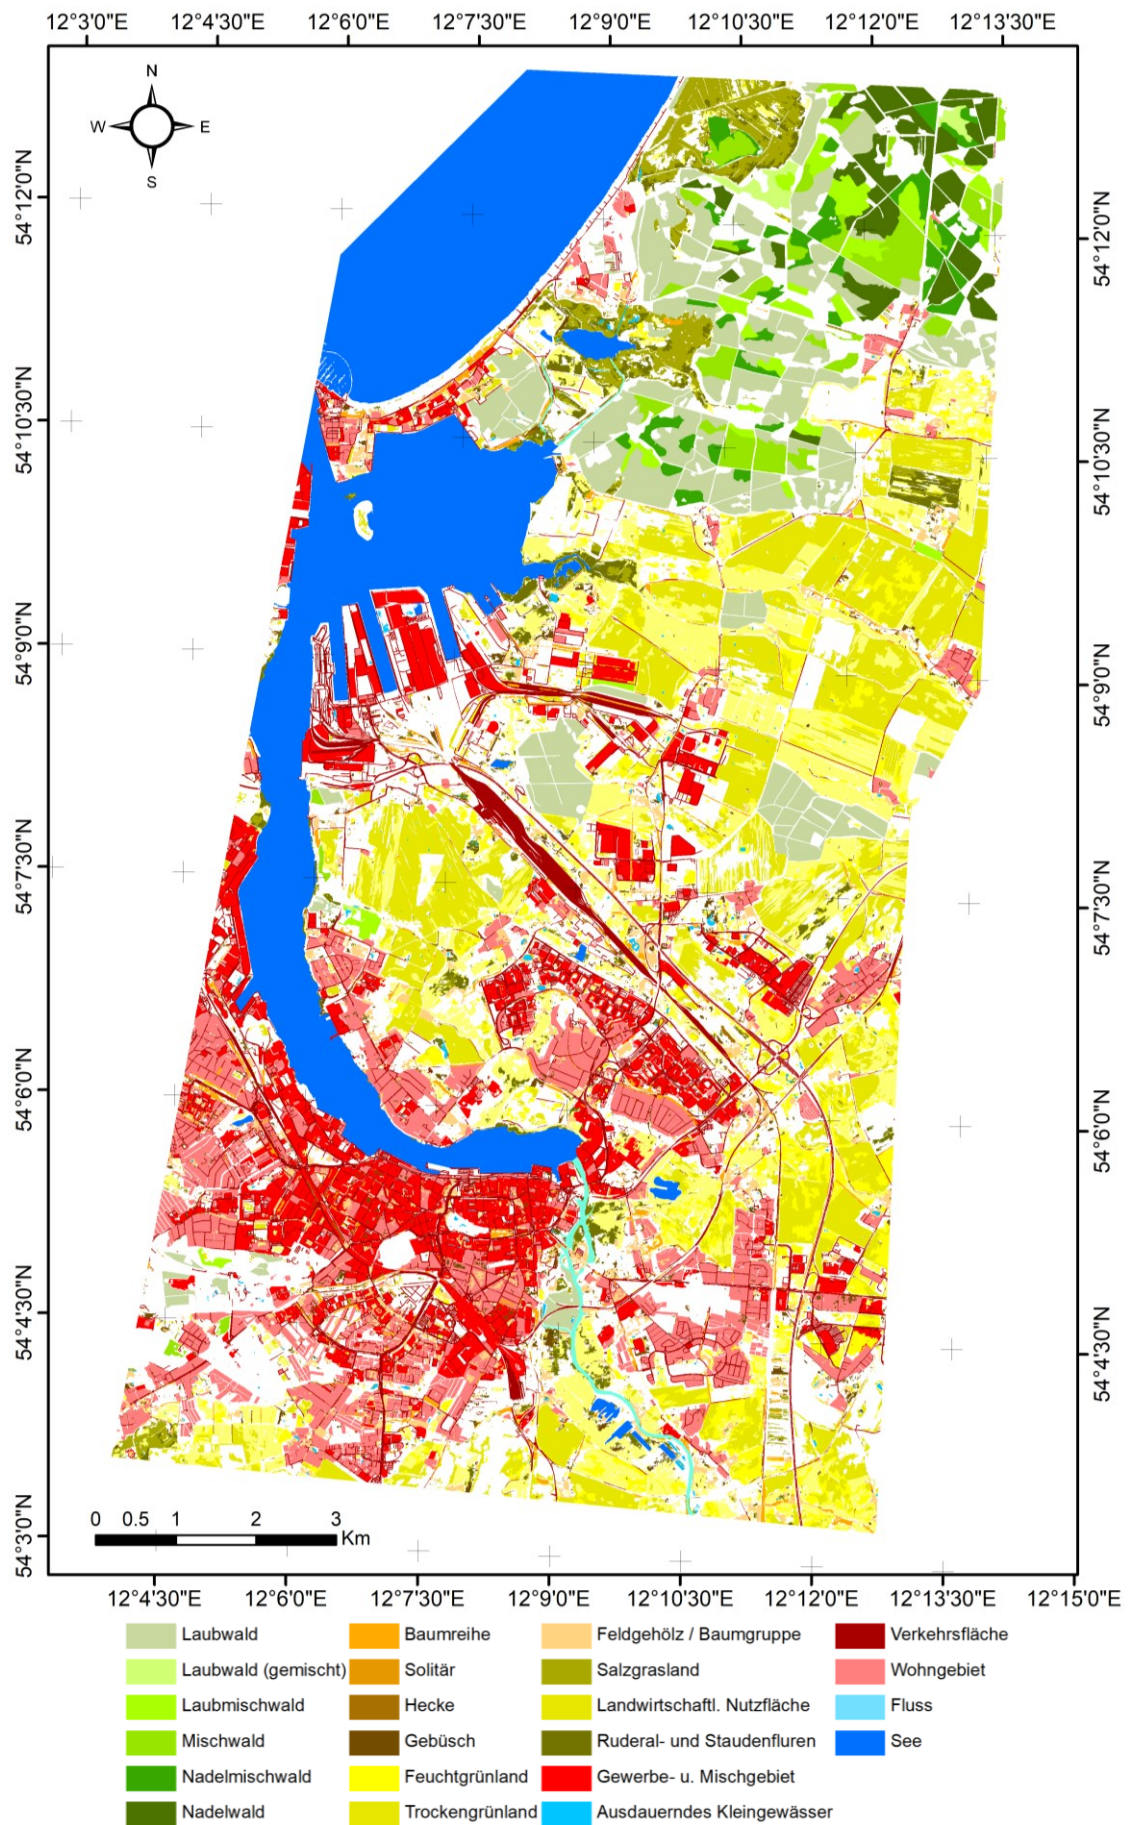 12°3'0"E 12°4'30"E 12°6'0"E 12°7'30"E 12°9'0"E 12°10'30"E 12°12'0"E 12°13'30"E
N
W E
S
54°12'0"N
54°12'0"N
54°10'30"N
54°10'30"N
54°9'0"N
54°9'0"N
54°7'30"N
54°7'30"N
54°6'0"N
54°6'0"N
54°4'30"N
54°4'30"N
54°3'0"N
0 0.5 1 2 3
Km
12°4'30"E 12°6'0"E 12°7'30"E 12°9'0"E 12°10'30"E 12°12'0"E 12°13'30"E 12°15'0"E
Laubwald Baumreihe Feldgehölz / Baumgruppe Verkehrsfläche
Laubwald (gemischt) Solitär Salzgrasland Wohngebiet
Laubmischwald Hecke Landwirtschaftl. Nutzfläche Fluss
Mischwald Gebüsch Ruderal- und Staudenfluren See
Nadelmischwald Feuchtgrünland Gewerbe- u. Mischgebiet
Nadelwald Trockengrünland Ausdauerndes Kleingewässer